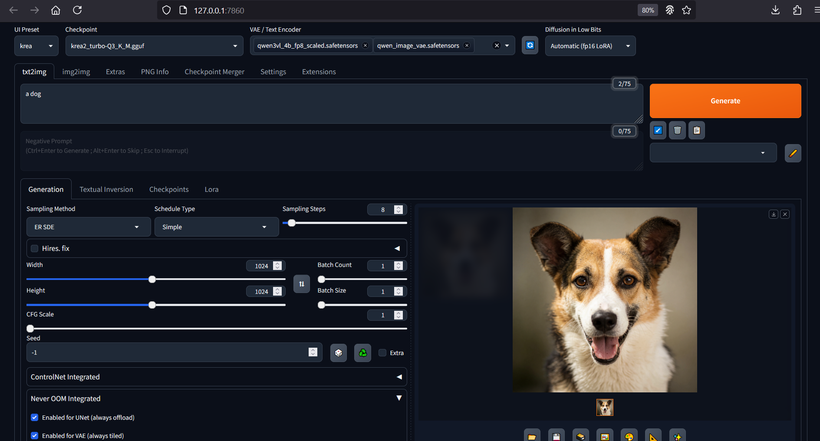 127.0.0.1:7860
80%
UI Preset
Checkpoint
VAE / Text Encoder
Diffusion in Low Bits
krea
krea2_turbo-Q3_K_M.gguf
qwen3vl_4b_fp8_scaled.safetensors
qwen_image_vae.safetensors
Automatic (fp16 LoRA)
txt2img
img2img
Extras
PNG Info
Checkpoint Merger
Settings
Extensions
2/75
a dog
Generate
0/75
Negative Prompt
(Ctrl+Enter to Generate ; Alt+Enter to Skip ; Esc to Interrupt)
Generation
Textual Inversion
Checkpoints
Lora
Sampling Method
Schedule Type
Sampling Steps
8
ER SDE
Simple
Hires. fix
Width
1024
Batch Count
1
Height
1024
Batch Size
1
CFG Scale
1
Seed
-1
Extra
ControlNet Integrated
Never OOM Integrated
Enabled for UNet (always offload)
Enabled for VAE (always tiled)